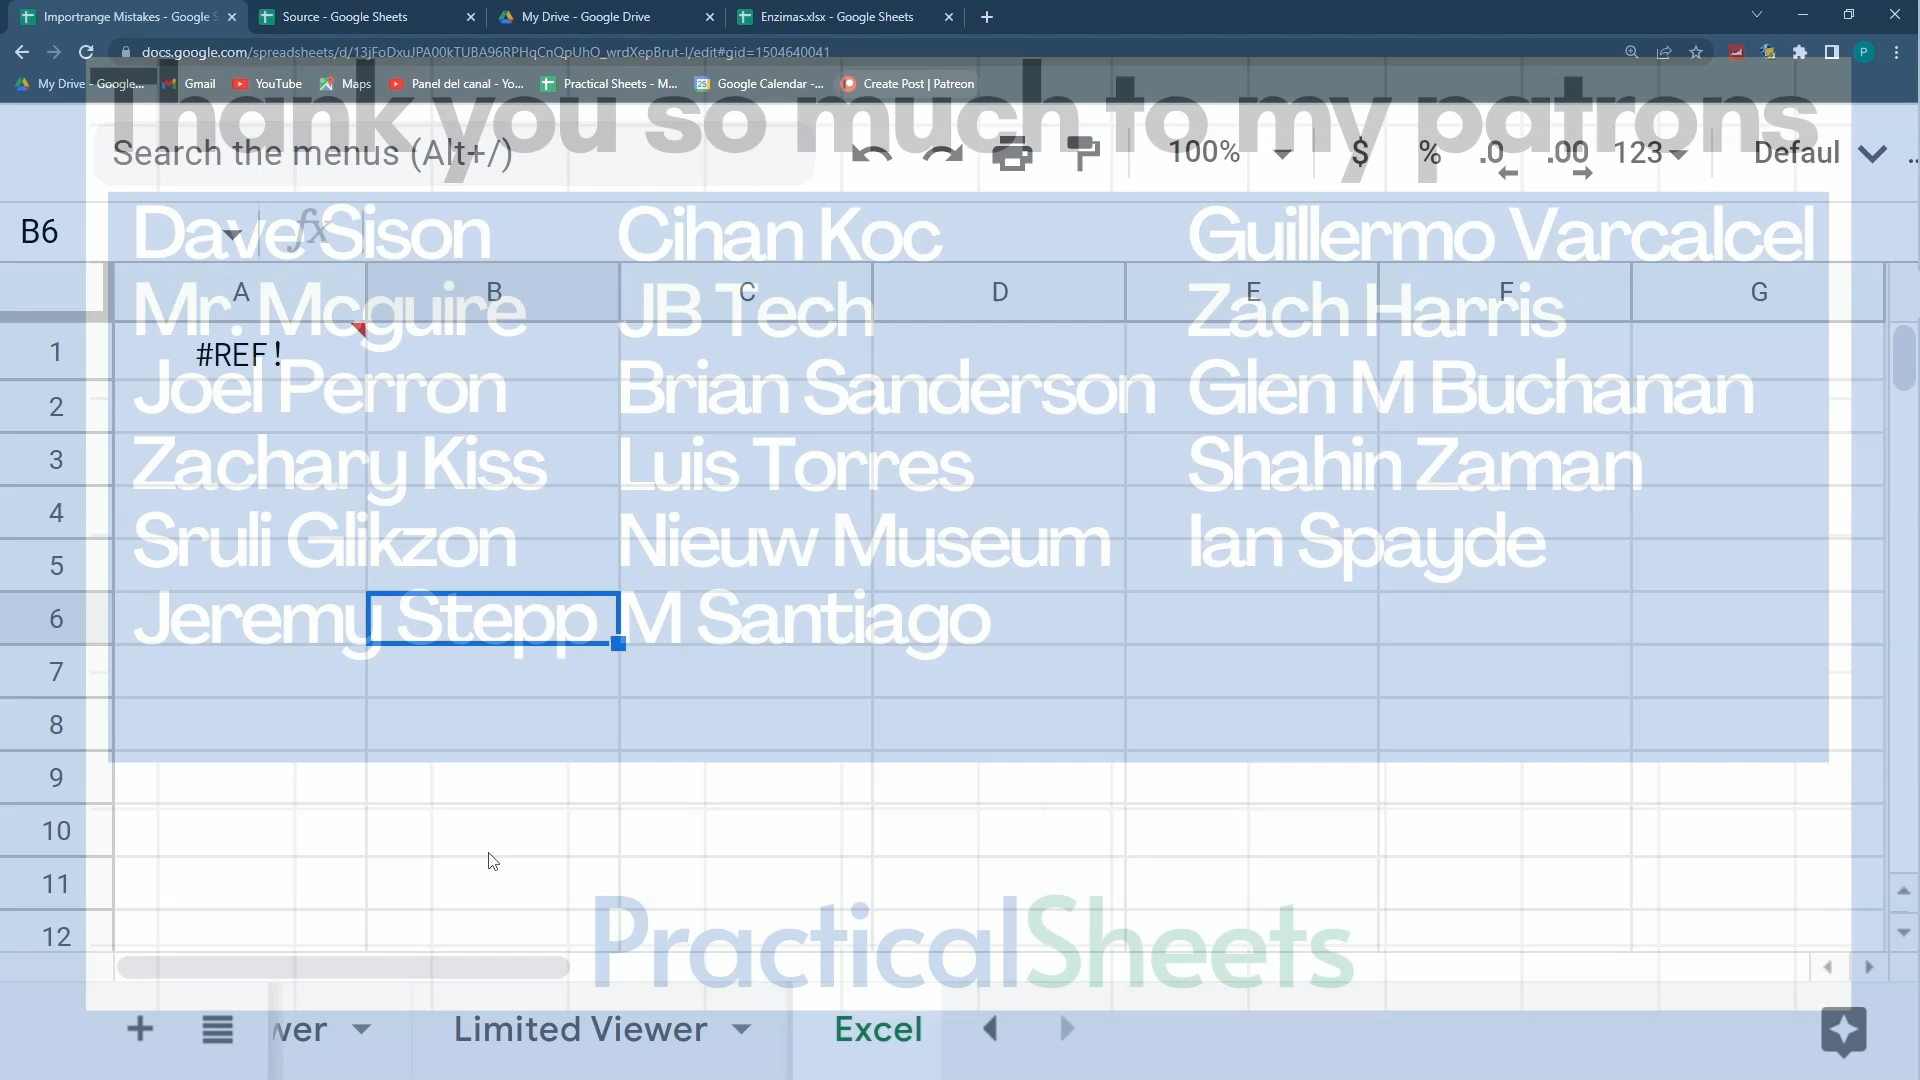 Importrange Mistakes - Google S
Source - Google Sheets
My Drive - Google Drive
Enzimas.xlsx - Google Sheets
docs.google.com/spreadsheets/d/13jFoDxuJPA00kTUBA96RPHqCnQpUhO_wrdXepBrut-I/edit#gid=1504640041
P
My Drive - Google...
Gmail
YouTube
Maps
Panel del canal - Yo...
Practical Sheets - M...
Google Calendar -...
Create Post | Patreon
Thank you so much to my patrons
Search the menus (Alt+/)
100%
$
%
.0
.00
123
Defaul
...
B6
fx
Dave Sison
Cihan Koc
Guillermo Varcalcel
A
B
C
D
E
F
G
Mr. Mcguire
JB Tech
Zach Harris
1
#REF!
Joel Perron
Brian Sanderson
Glen M Buchanan
2
3
Zachary Kiss
Luis Torres
Shahin Zaman
4
Sruli Glikzon
Nieuw Museum
Ian Spayde
5
6
Jeremy Stepp
M Santiago
7
8
9
10
11
12
PracticalSheets
wer
Limited Viewer
Excel